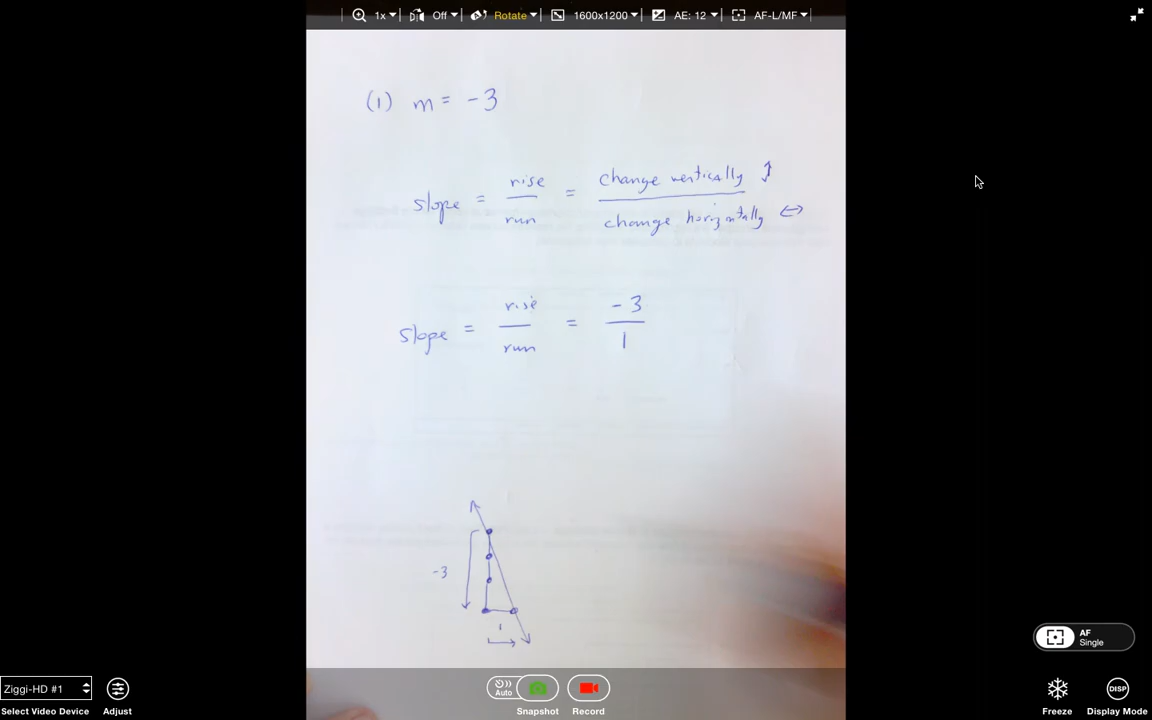 1x Off Rotate 1600x1200 AE: 12 AF-L/MF
(1) m = -3
slope = rise / run = change vertically ↕ / change horizontally ↔
slope = rise / run = -3 / 1
-3
1
AF
Single
Ziggi-HD #1
Auto
Select Video Device Adjust Snapshot Record Freeze Display Mode
DISP